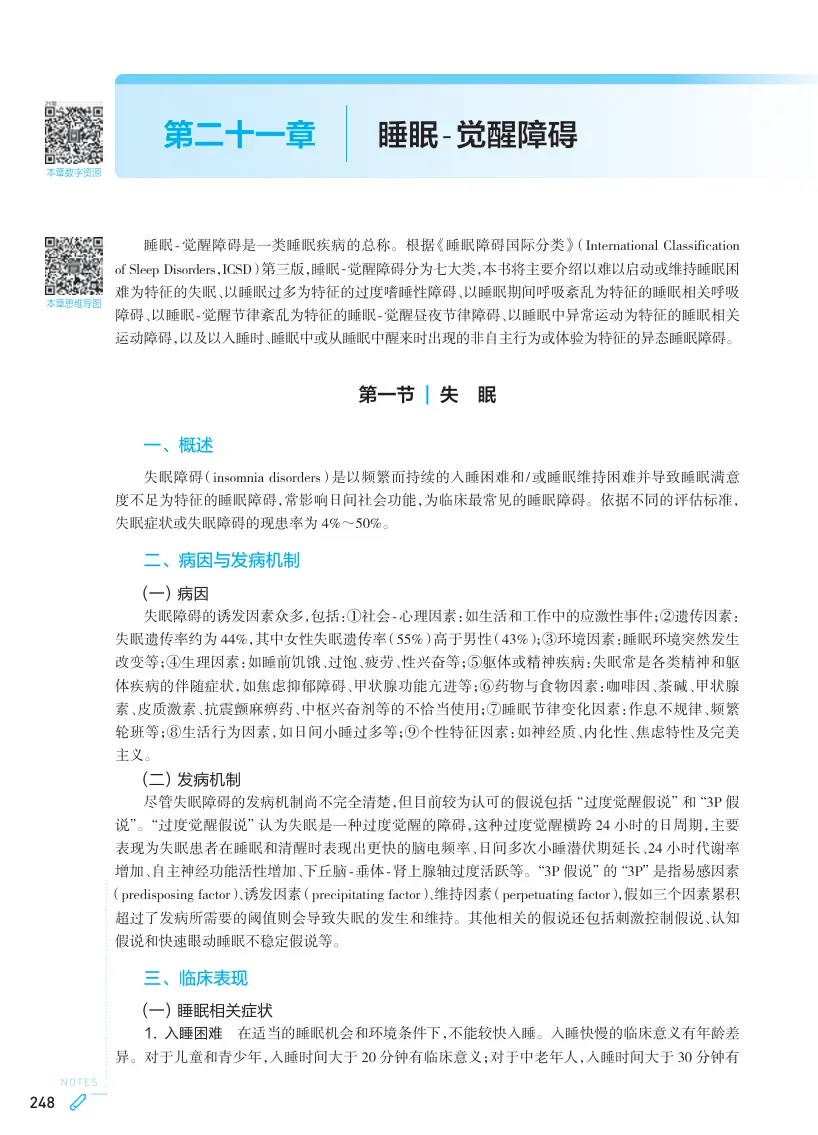 第二十一章
睡眠-觉醒障碍
21章
本章数字资源
本章思维导图
睡眠-觉醒障碍是一类睡眠疾病的总称。根据《睡眠障碍国际分类》（International Classification
of Sleep Disorders,ICSD）第三版,睡眠-觉醒障碍分为七大类,本书将主要介绍以难以启动或维持睡眠困
难为特征的失眠、以睡眠过多为特征的过度嗜睡性障碍、以睡眠期间呼吸紊乱为特征的睡眠相关呼吸
障碍、以睡眠-觉醒节律紊乱为特征的睡眠-觉醒昼夜节律障碍、以睡眠中异常运动为特征的睡眠相关
运动障碍,以及以入睡时、睡眠中或从睡眠中醒来时出现的非自主行为或体验为特征的异态睡眠障碍。
第一节 | 失 眠
一、概述
失眠障碍（insomnia disorders）是以频繁而持续的入睡困难和/或睡眠维持困难并导致睡眠满意
度不足为特征的睡眠障碍,常影响日间社会功能,为临床最常见的睡眠障碍。依据不同的评估标准,
失眠症状或失眠障碍的现患率为 4%～50%。
二、病因与发病机制
（一）病因
失眠障碍的诱发因素众多,包括:①社会-心理因素:如生活和工作中的应激性事件;②遗传因素:
失眠遗传率约为 44%,其中女性失眠遗传率（55%）高于男性（43%）;③环境因素:睡眠环境突然发生
改变等;④生理因素:如睡前饥饿、过饱、疲劳、性兴奋等;⑤躯体或精神疾病:失眠常是各类精神和躯
体疾病的伴随症状,如焦虑抑郁障碍、甲状腺功能亢进等;⑥药物与食物因素:咖啡因、茶碱、甲状腺
素、皮质激素、抗震颤麻痹药、中枢兴奋剂等的不恰当使用;⑦睡眠节律变化因素:作息不规律、频繁
轮班等;⑧生活行为因素,如日间小睡过多等;⑨个性特征因素:如神经质、内化性、焦虑特性及完美
主义。
（二）发病机制
尽管失眠障碍的发病机制尚不完全清楚,但目前较为认可的假说包括“过度觉醒假说”和“3P 假
说”。“过度觉醒假说”认为失眠是一种过度觉醒的障碍,这种过度觉醒横跨 24 小时的日周期,主要
表现为失眠患者在睡眠和清醒时表现出更快的脑电频率、日间多次小睡潜伏期延长、24 小时代谢率
增加、自主神经功能活性增加、下丘脑-垂体-肾上腺轴过度活跃等。“3P 假说”的“3P”是指易感因素
（predisposing factor）、诱发因素（precipitating factor）、维持因素（perpetuating factor）,假如三个因素累积
超过了发病所需要的阈值则会导致失眠的发生和维持。其他相关的假说还包括刺激控制假说、认知
假说和快速眼动睡眠不稳定假说等。
三、临床表现
（一）睡眠相关症状
1. 入睡困难 在适当的睡眠机会和环境条件下,不能较快入睡。入睡快慢的临床意义有年龄差
异。对于儿童和青少年,入睡时间大于 20 分钟有临床意义;对于中老年人,入睡时间大于 30 分钟有
NOTES
248